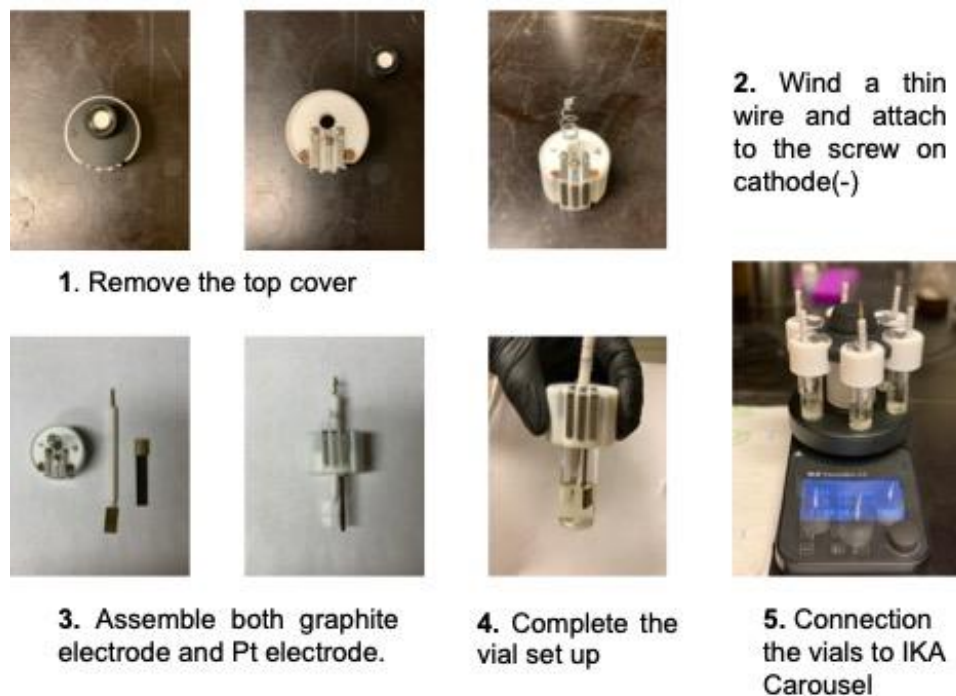 2. Wind a thin
wire and attach
to the screw on
cathode(-)
1. Remove the top cover
3. Assemble both graphite
electrode and Pt electrode.
4. Complete the
vial set up
5. Connection
the vials to IKA
Carousel